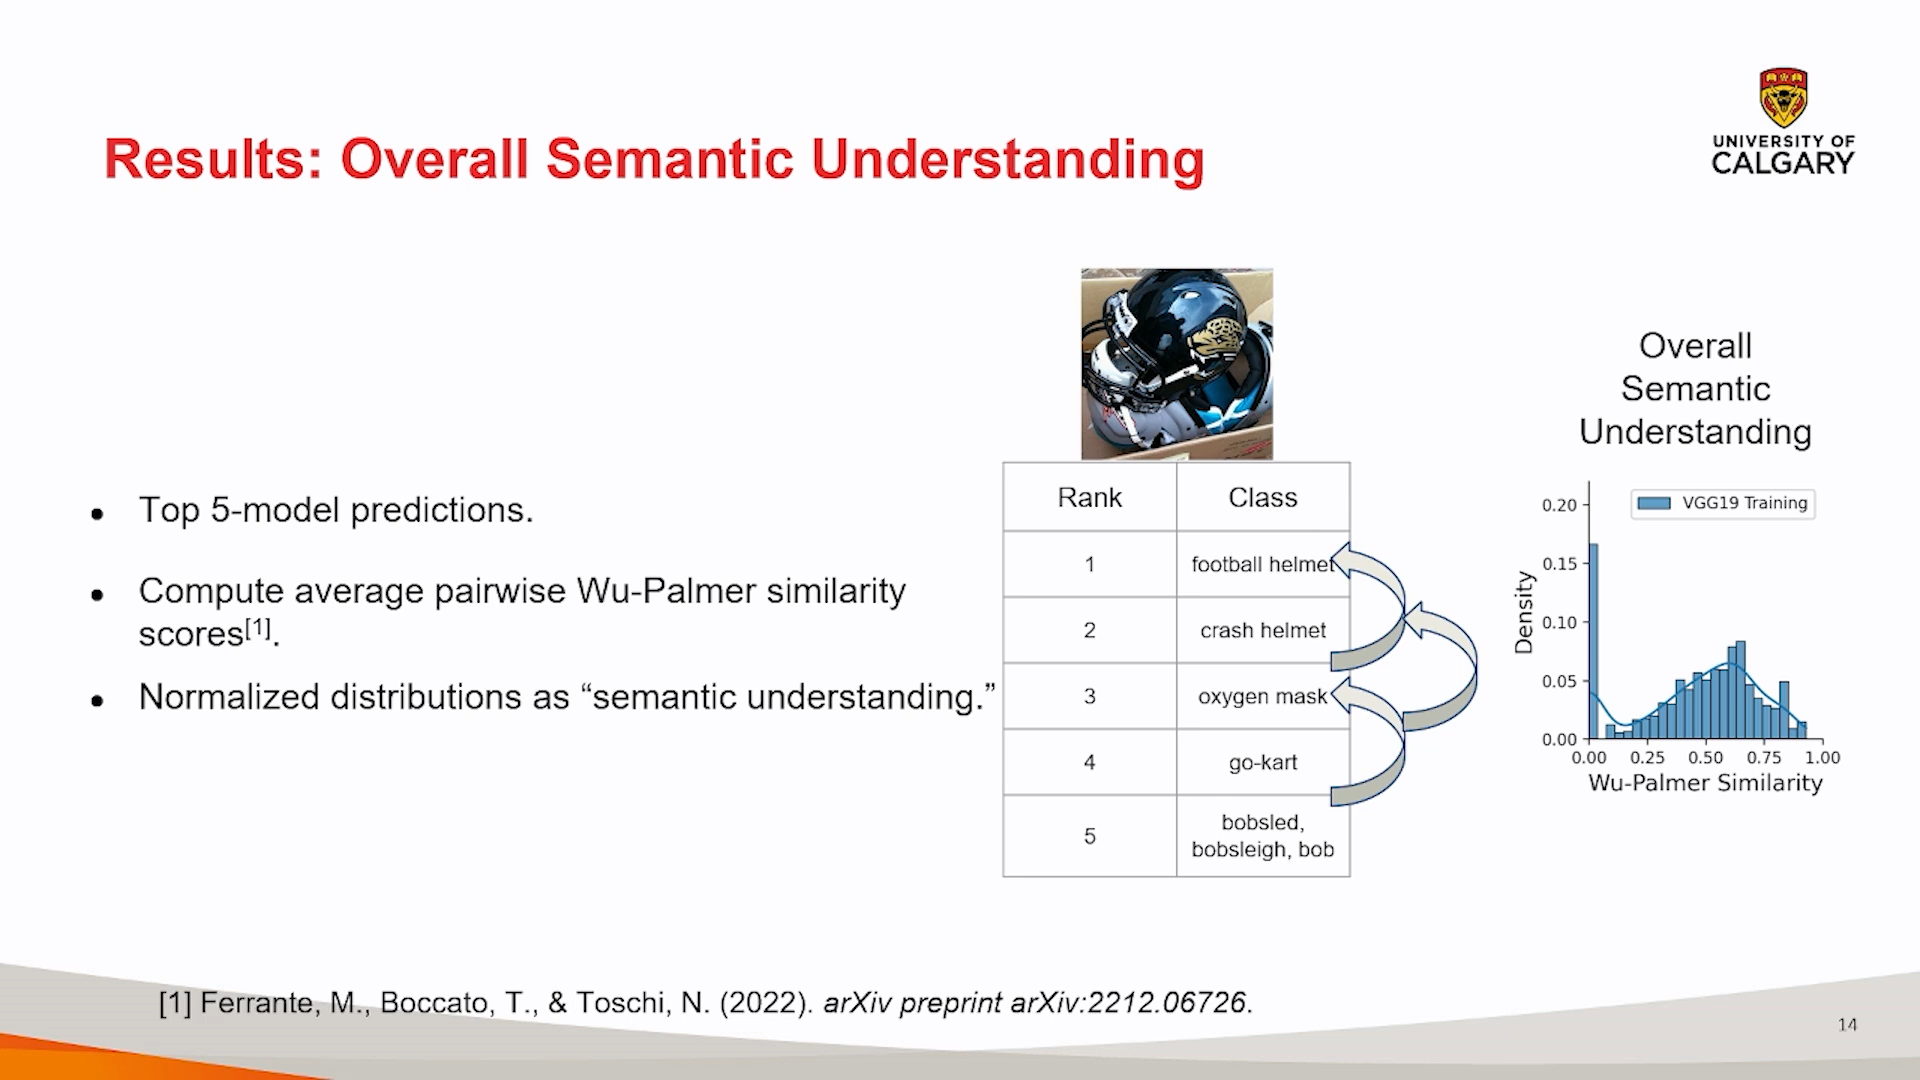 Results: Overall Semantic Understanding
UNIVERSITY OF
CALGARY
• Top 5-model predictions.
• Compute average pairwise Wu-Palmer similarity
scores[1].
• Normalized distributions as “semantic understanding.”
Rank Class
1 football helmet
2 crash helmet
3 oxygen mask
4 go-kart
5 bobsled,
bobsleigh, bob
Overall
Semantic
Understanding
VGG19 Training
Density
0.20
0.15
0.10
0.05
0.00
0.00 0.25 0.50 0.75 1.00
Wu-Palmer Similarity
[1] Ferrante, M., Boccato, T., & Toschi, N. (2022). arXiv preprint arXiv:2212.06726.
14